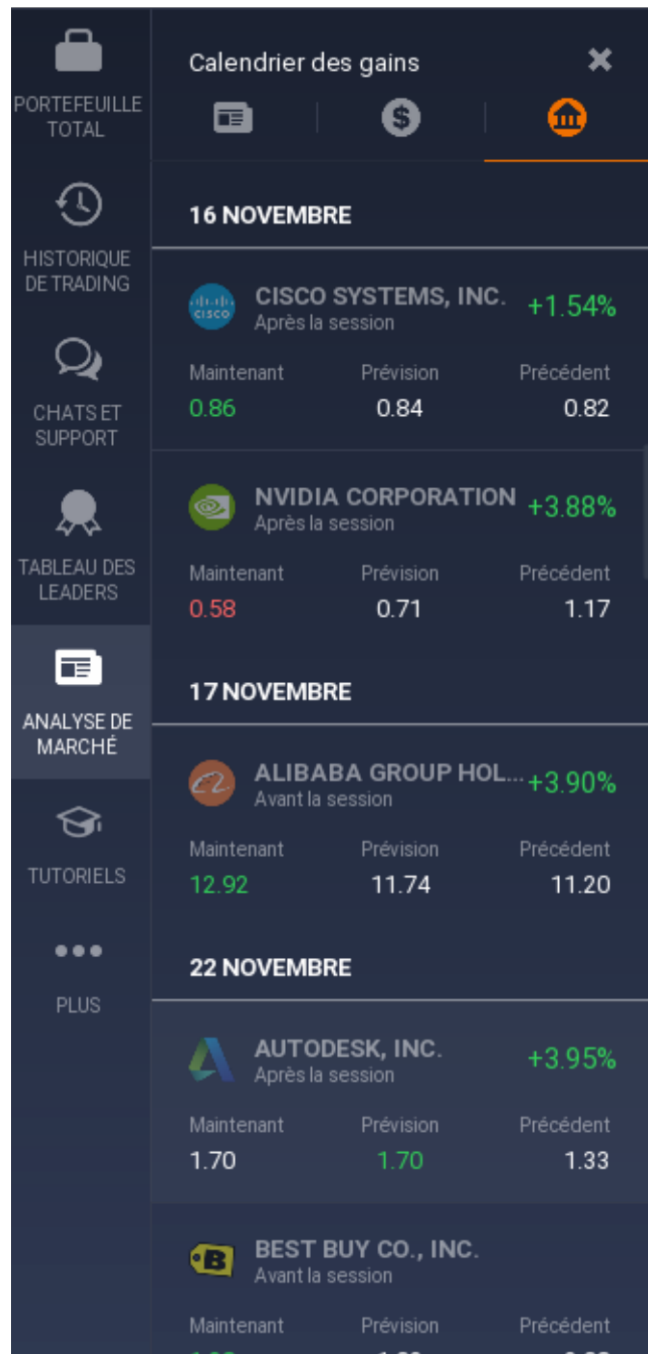 PORTEFEUILLE
TOTAL
HISTORIQUE
DE TRADING
CHATS ET
SUPPORT
TABLEAU DES
LEADERS
ANALYSE DE
MARCHÉ
TUTORIELS
PLUS
Calendrier des gains
16 NOVEMBRE
CISCO
CISCO SYSTEMS, INC. +1.54%
Après la session
Maintenant Prévision Précédent
0.86 0.84 0.82
NVIDIA CORPORATION +3.88%
Après la session
Maintenant Prévision Précédent
0.58 0.71 1.17
17 NOVEMBRE
ALIBABA GROUP HOL... +3.90%
Avant la session
Maintenant Prévision Précédent
12.92 11.74 11.20
22 NOVEMBRE
AUTODESK, INC. +3.95%
Après la session
Maintenant Prévision Précédent
1.70 1.70 1.33
BEST BUY CO., INC.
Avant la session
Maintenant Prévision Précédent